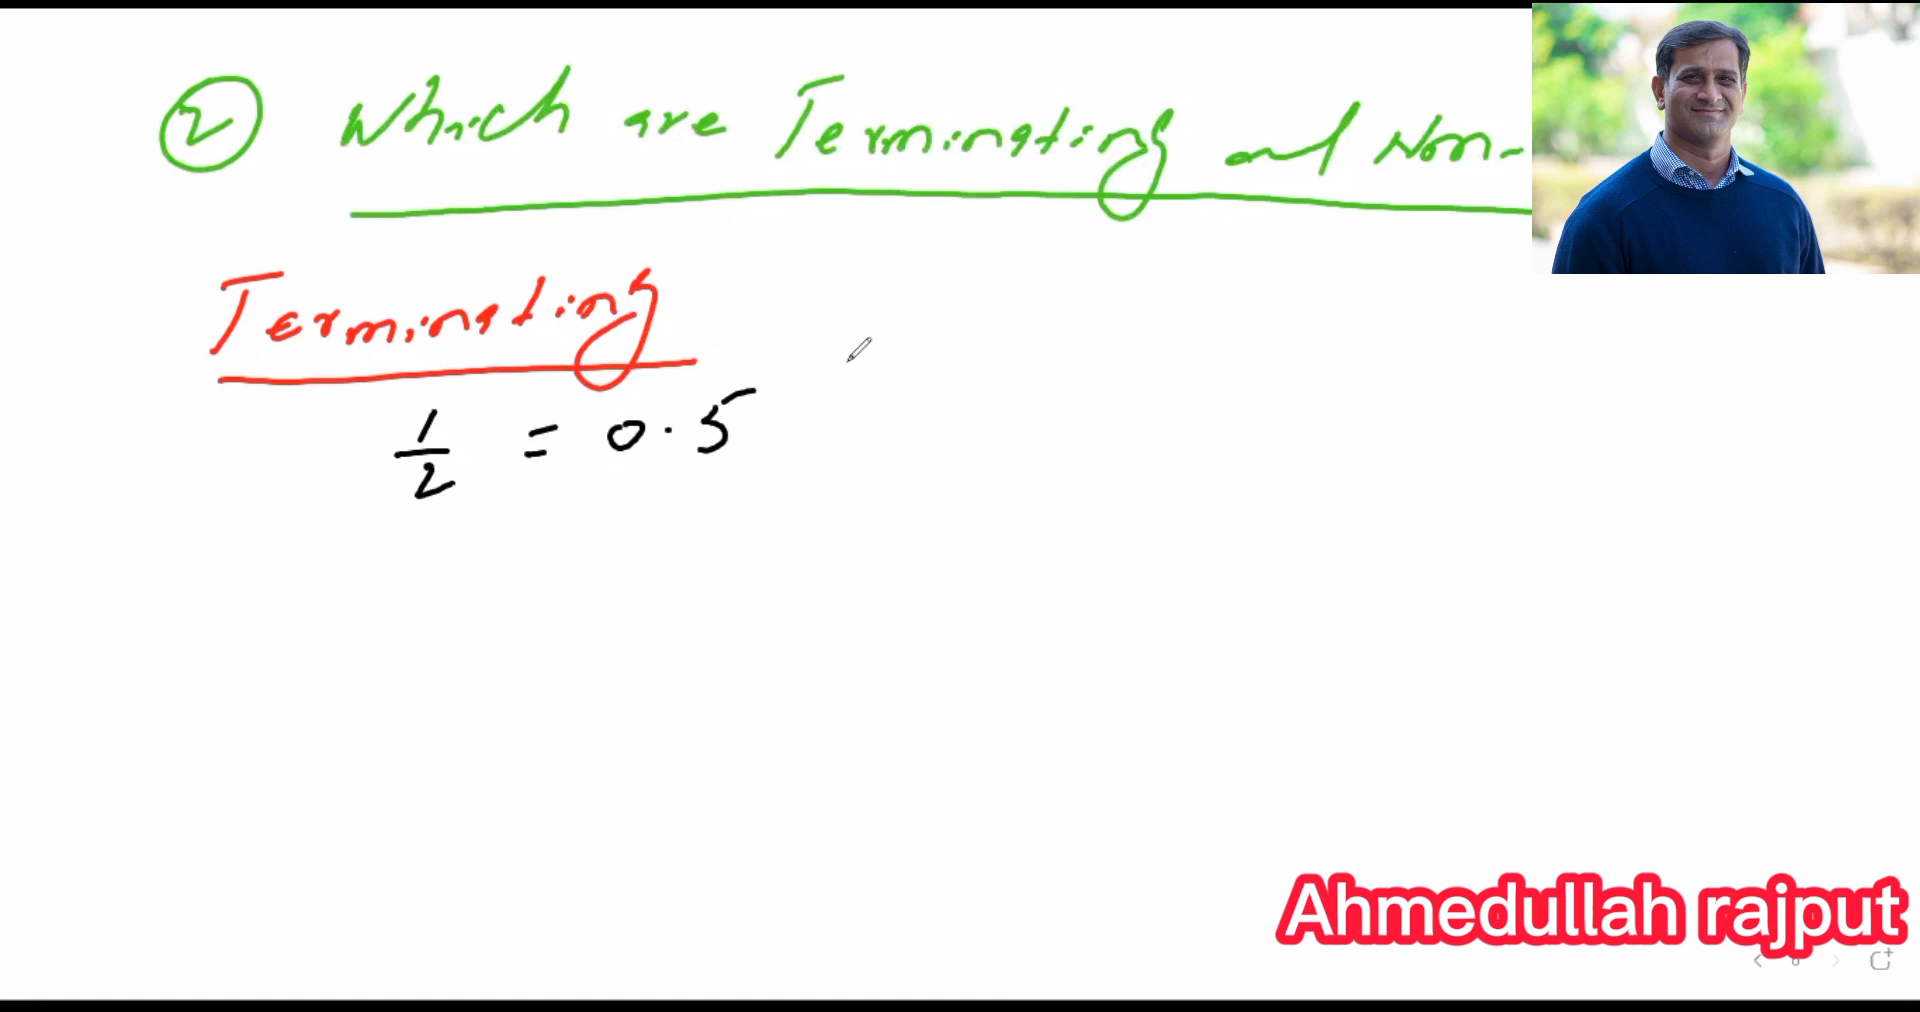 2 Which are Terminating and Non-
Terminating
1/2 = 0.5
Ahmedullah rajput